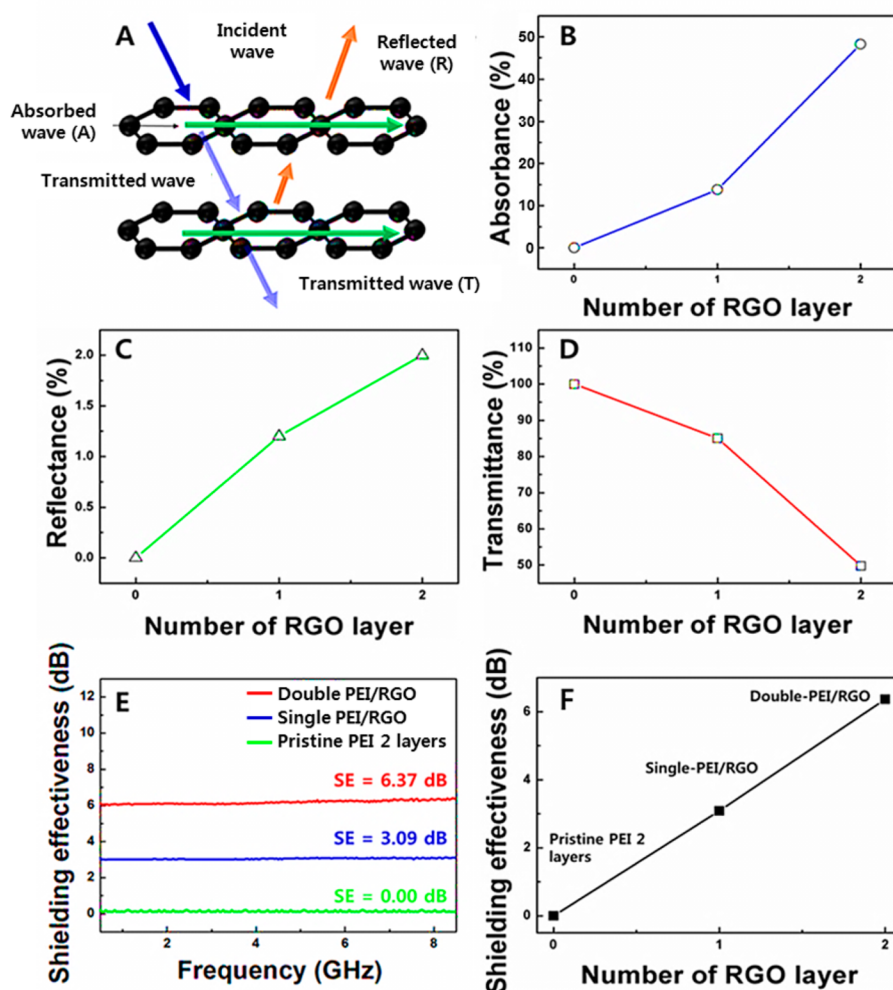 A
Incident
wave
Reflected
wave (R)
Absorbed
wave (A)
Transmitted wave
Transmitted wave (T)
B
Absorbance (%)
50
40
30
20
10
0
0
1
2
Number of RGO layer
C
Reflectance (%)
2.0
1.5
1.0
0.5
0.0
0
1
2
Number of RGO layer
D
Transmittance (%)
110
100
90
80
70
60
50
0
1
2
Number of RGO layer
E
Shielding effectiveness (dB)
12
10
8
6
4
2
0
Double PEI/RGO
Single PEI/RGO
Pristine PEI 2 layers
SE = 6.37 dB
SE = 3.09 dB
SE = 0.00 dB
2
4
6
8
Frequency (GHz)
F
Shielding effectiveness (dB)
6
4
2
0
Double-PEI/RGO
Single-PEI/RGO
Pristine PEI 2
layers
0
1
2
Number of RGO layer